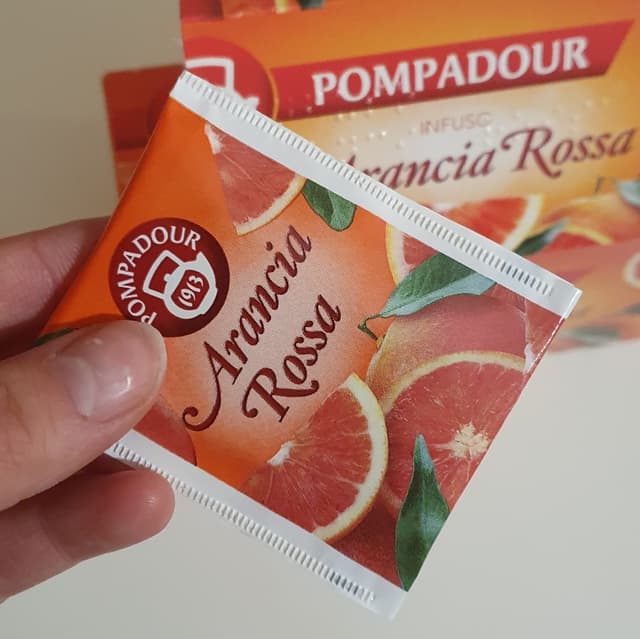 POMPADOUR
INFUSO
Arancia Rossa
POMPADOUR
1913
Arancia
Rossa